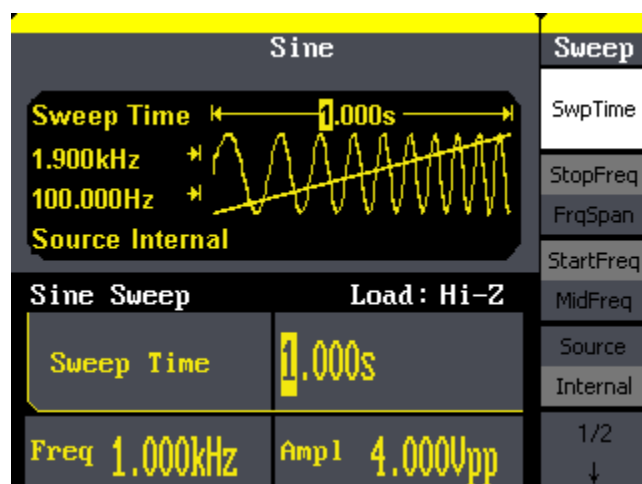 Sine
Sweep
Sweep Time 1.000s
1.900kHz
100.000Hz
Source Internal
Sine Sweep Load: Hi-Z
Sweep Time 1.000s
Freq 1.000kHz Ampl 4.000Vpp
SwpTime
StopFreq
FrqSpan
StartFreq
MidFreq
Source
Internal
1/2
↓